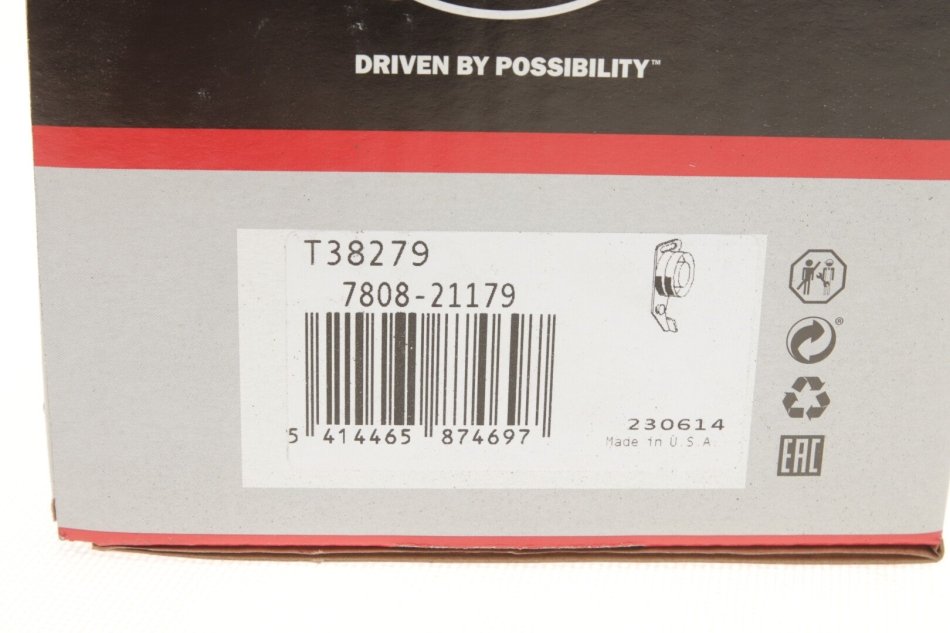 DRIVEN BY POSSIBILITY™
T38279
7808-21179
5 414465 874697
230614
Made in U.S.A.
®
EAC